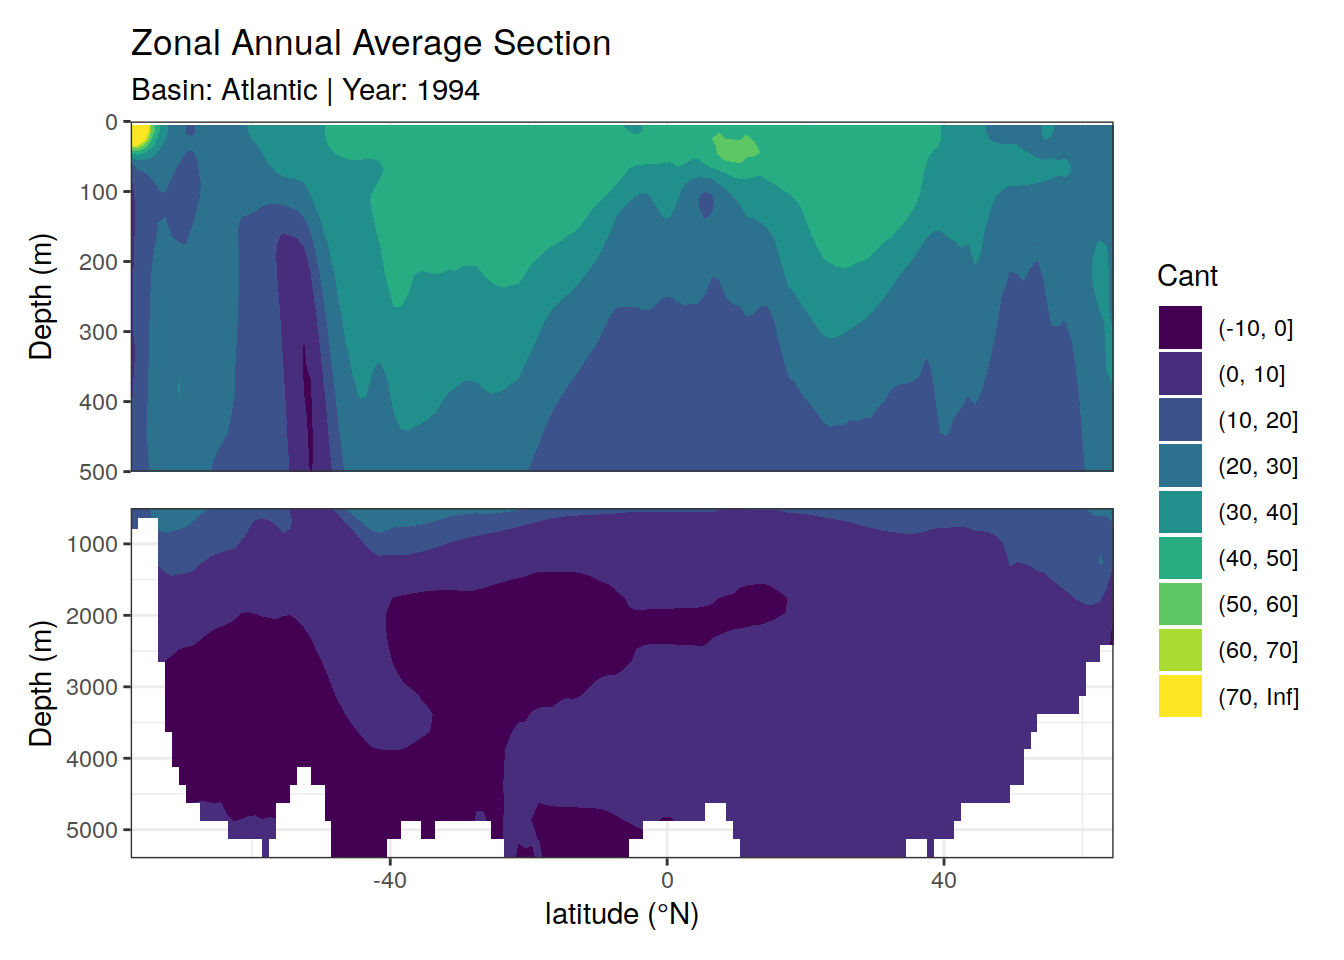 Zonal Annual Average Section
Basin: Atlantic | Year: 1994
0
100
200
300
400
500
Depth (m)
1000
2000
3000
4000
5000
Depth (m)
-40 0 40
latitude (°N)
Cant
(-10, 0]
(0, 10]
(10, 20]
(20, 30]
(30, 40]
(40, 50]
(50, 60]
(60, 70]
(70, Inf]